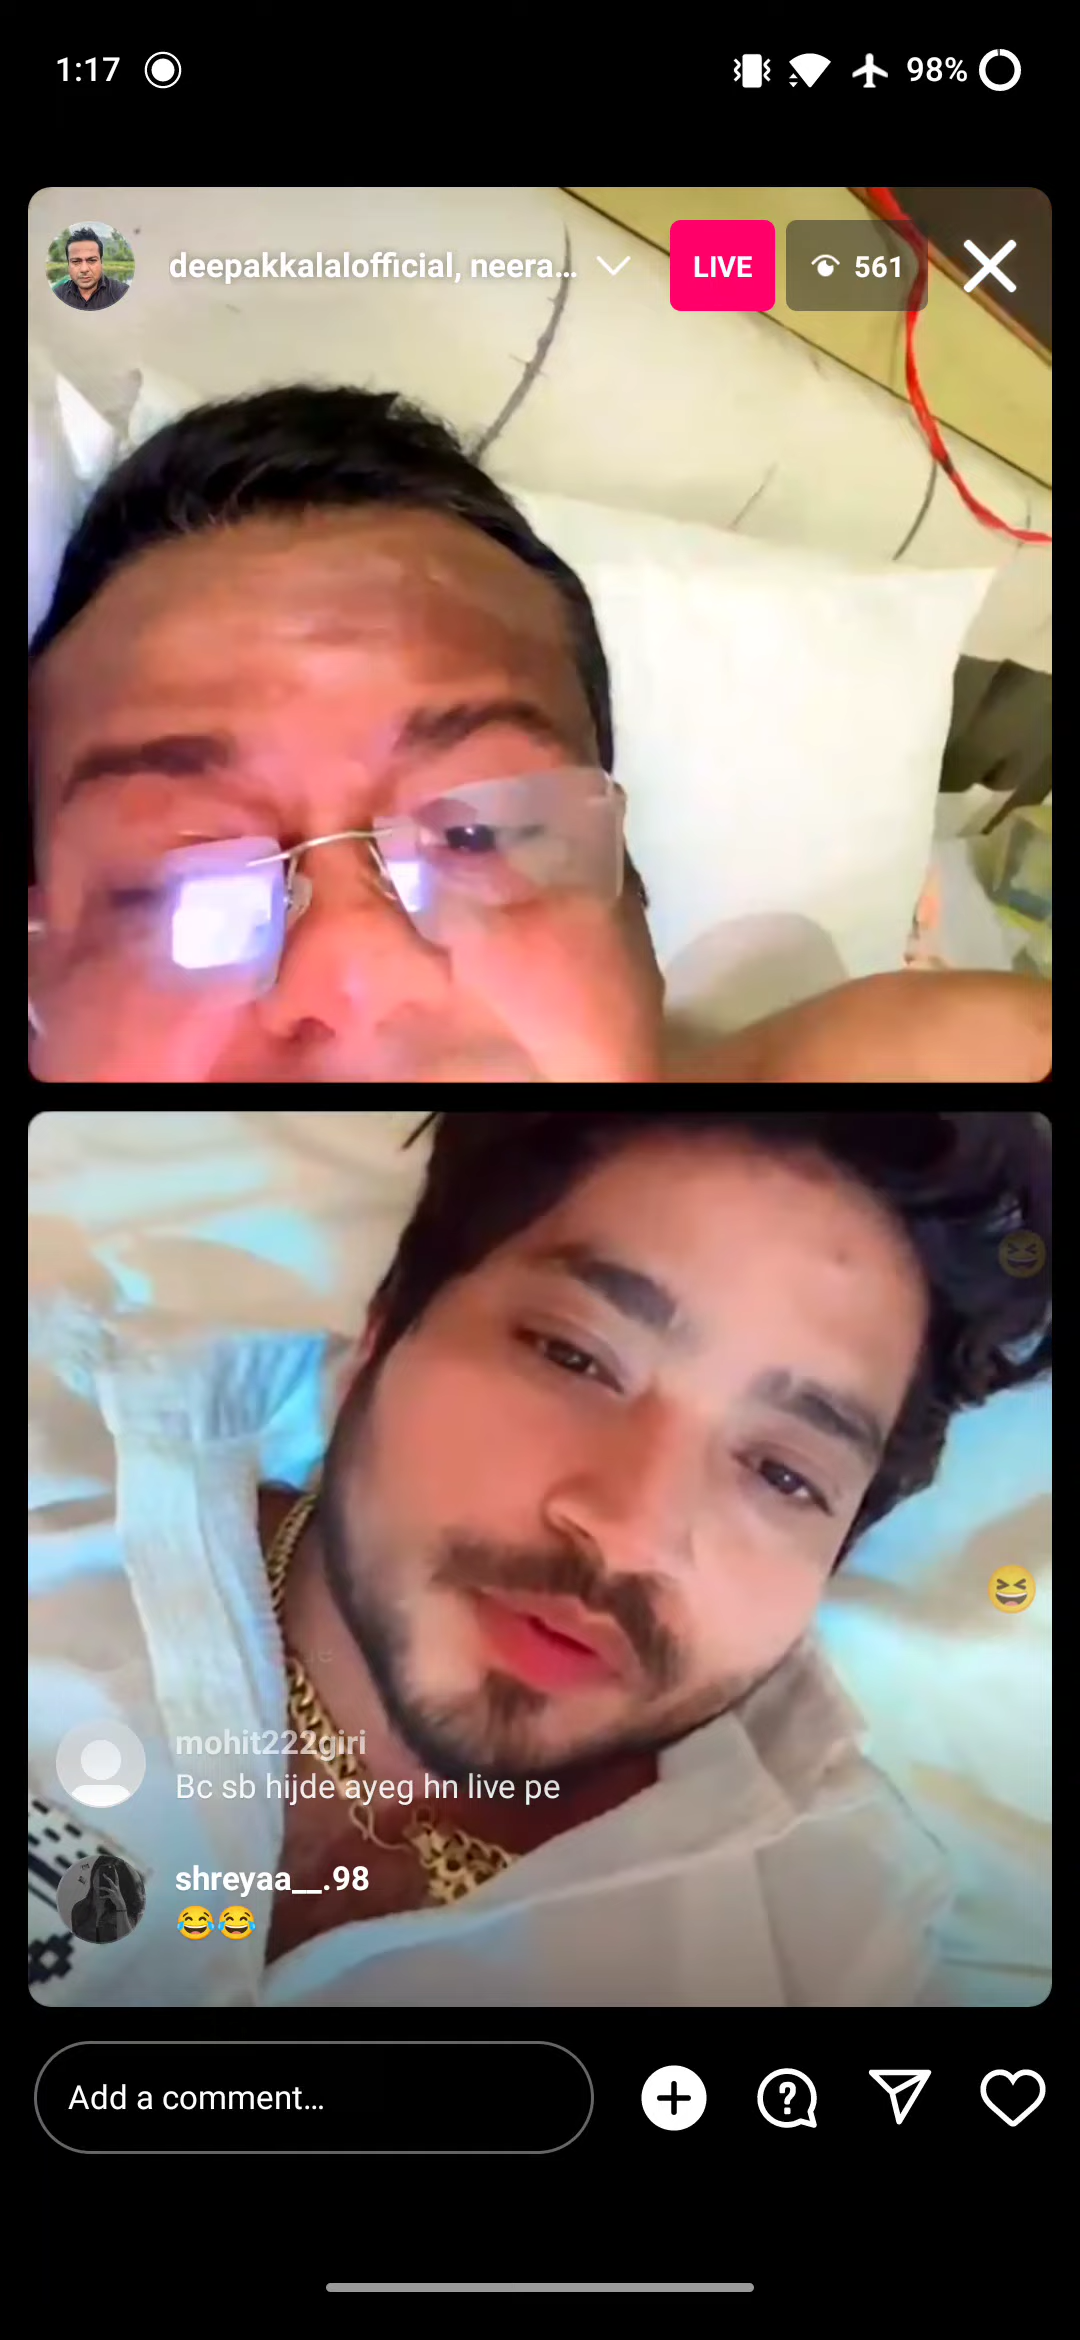 1:17
98%
deepakkalalofficial, neera...
LIVE
561
mohit222giri
Bc sb hijde ayeg hn live pe
shreyaa__.98
😂😂
Add a comment...